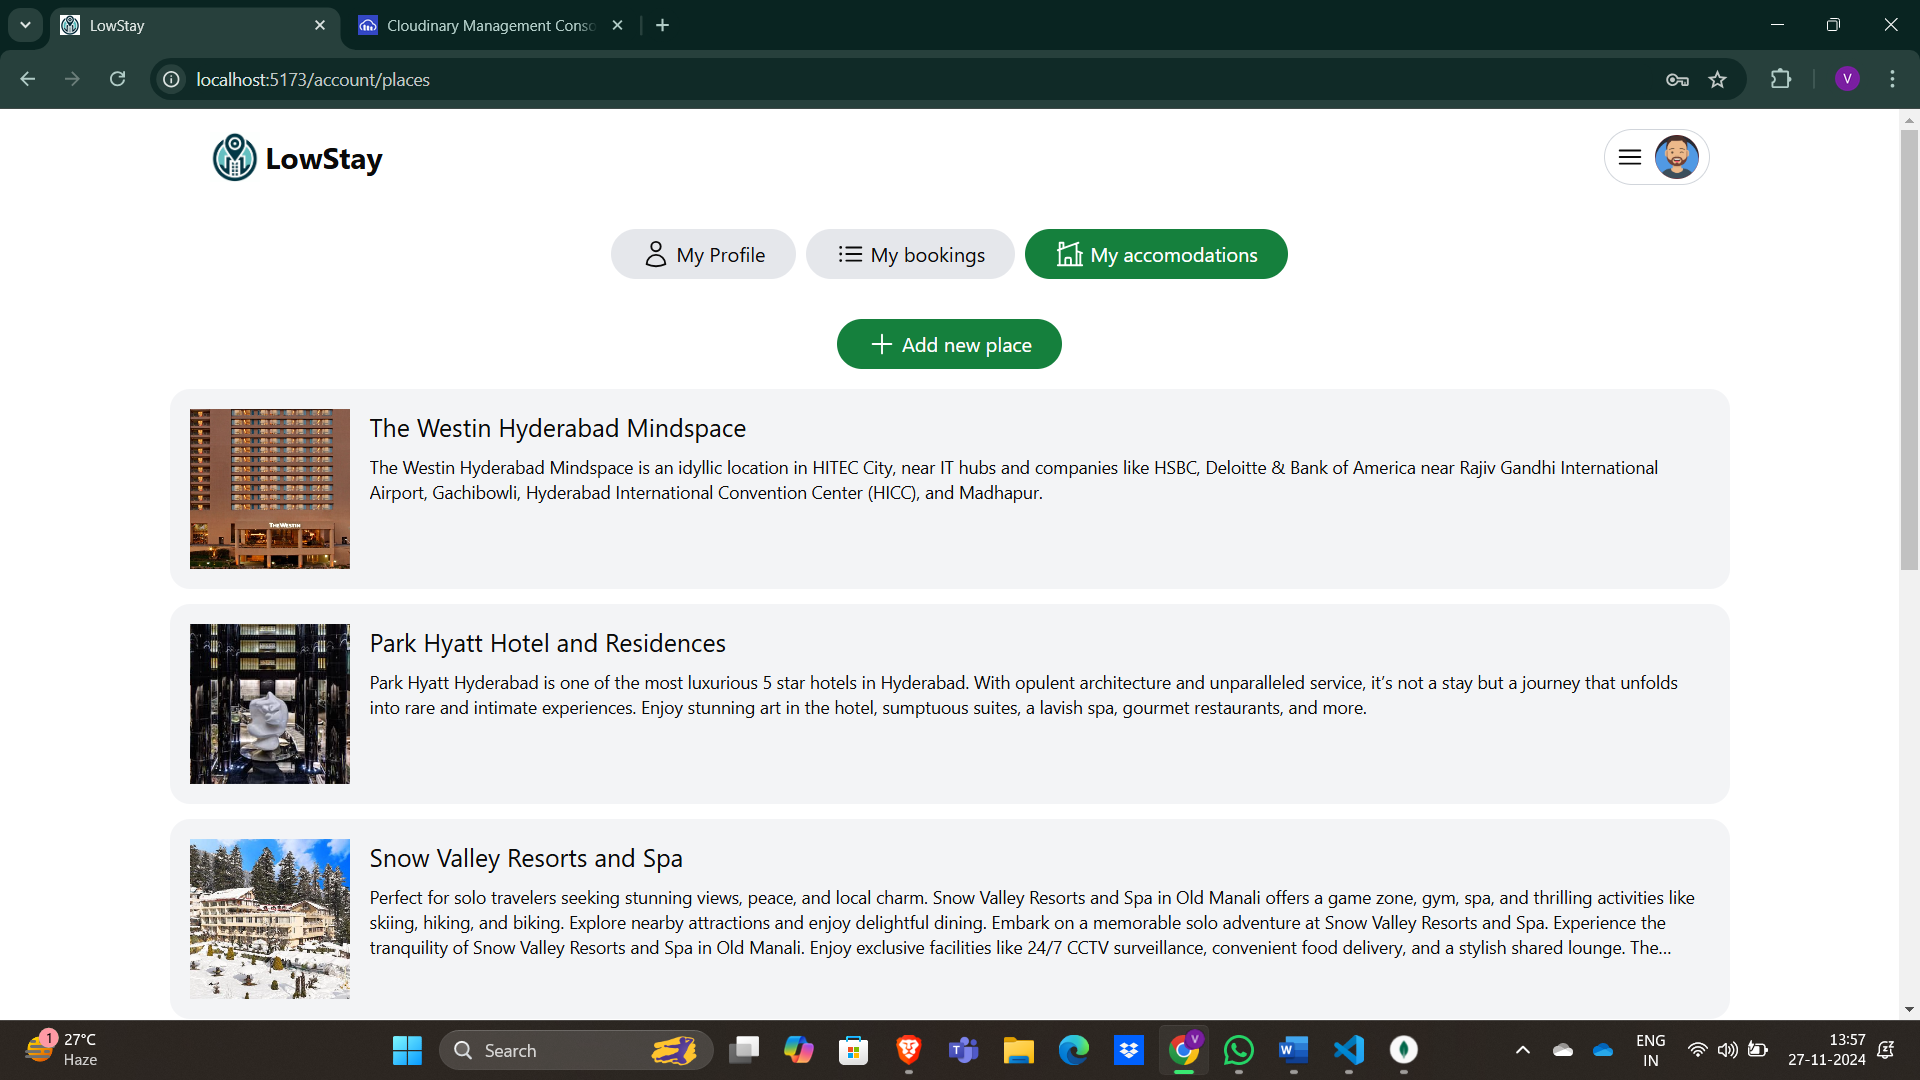 LowStay
Cloudinary Management Conso
localhost:5173/account/places
V
LowStay
My Profile
My bookings
My accomodations
Add new place
The Westin Hyderabad Mindspace
The Westin Hyderabad Mindspace is an idyllic location in HITEC City, near IT hubs and companies like HSBC, Deloitte & Bank of America near Rajiv Gandhi International
Airport, Gachibowli, Hyderabad International Convention Center (HICC), and Madhapur.
THE WESTIN
Park Hyatt Hotel and Residences
Park Hyatt Hyderabad is one of the most luxurious 5 star hotels in Hyderabad. With opulent architecture and unparalleled service, it’s not a stay but a journey that unfolds
into rare and intimate experiences. Enjoy stunning art in the hotel, sumptuous suites, a lavish spa, gourmet restaurants, and more.
Snow Valley Resorts and Spa
Perfect for solo travelers seeking stunning views, peace, and local charm. Snow Valley Resorts and Spa in Old Manali offers a game zone, gym, spa, and thrilling activities like
skiing, hiking, and biking. Explore nearby attractions and enjoy delightful dining. Embark on a memorable solo adventure at Snow Valley Resorts and Spa. Experience the
tranquility of Snow Valley Resorts and Spa in Old Manali. Enjoy exclusive facilities like 24/7 CCTV surveillance, convenient food delivery, and a stylish shared lounge. The...
1
27°C
Haze
Search
T
V
W
ENG
IN
13:57
27-11-2024